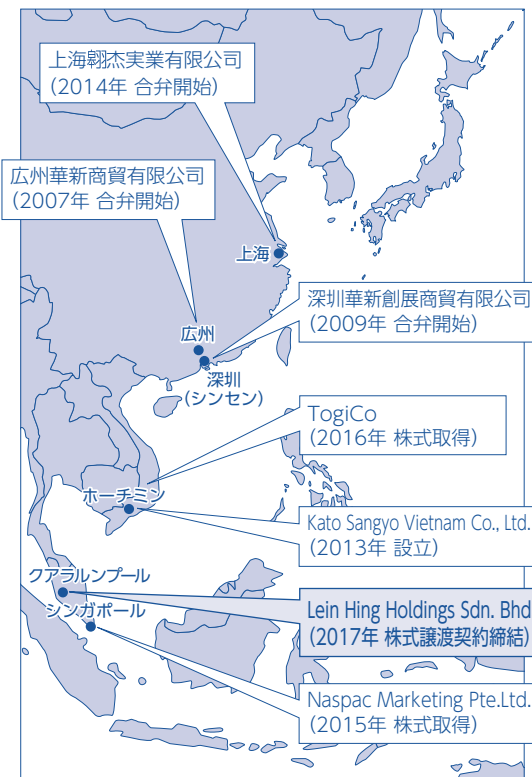 上海翺杰実業有限公司
(2014年 合弁開始)
広州華新商貿有限公司
(2007年 合弁開始)
上海
深圳華新創展商貿有限公司
(2009年 合弁開始)
広州
深圳
(シンセン)
TogiCo
(2016年 株式取得)
ホーチミン
Kato Sangyo Vietnam Co., Ltd.
(2013年 設立)
クアラルンプール
シンガポール
Lein Hing Holdings Sdn. Bhd
(2017年 株式譲渡契約締結)
Naspac Marketing Pte.Ltd.
(2015年 株式取得)